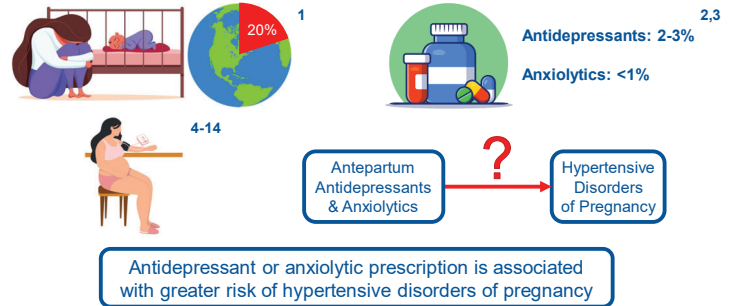 20%
1
2,3
Antidepressants: 2-3%
Anxiolytics: <1%
4-14
Antepartum
Antidepressants
& Anxiolytics
?
Hypertensive
Disorders
of Pregnancy
Antidepressant or anxiolytic prescription is associated
with greater risk of hypertensive disorders of pregnancy